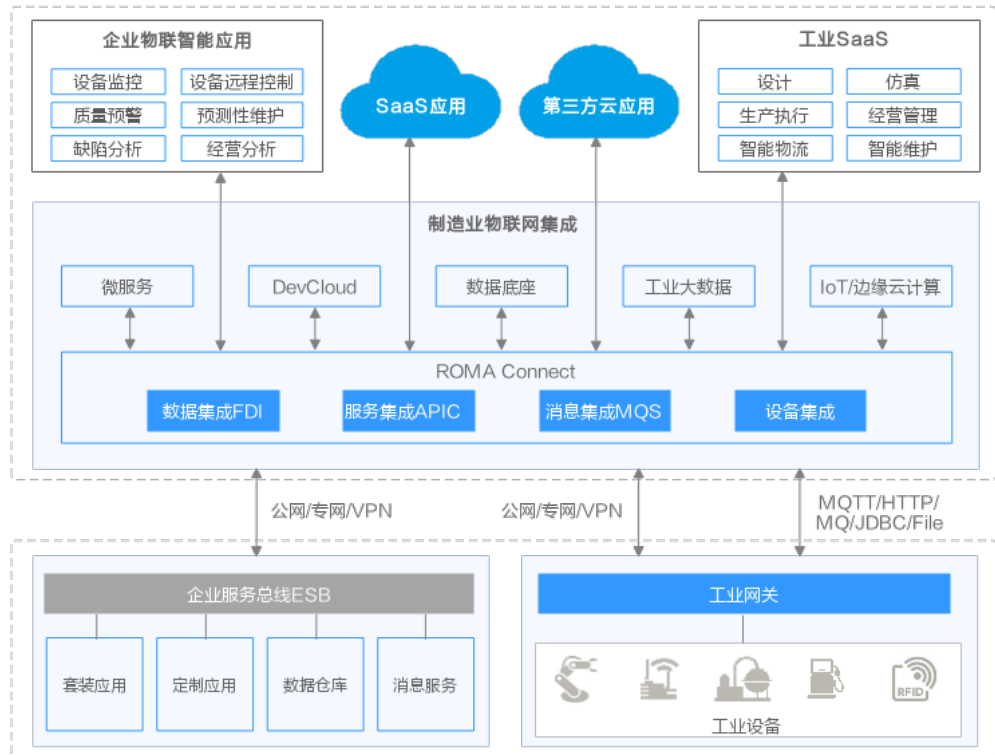 企业物联智能应用
设备监控
设备远程控制
质量预警
预测性维护
缺陷分析
经营分析
SaaS应用
第三方云应用
工业SaaS
设计
仿真
生产执行
经营管理
智能物流
智能维护
制造业物联网集成
微服务
DevCloud
数据底座
工业大数据
IoT/边缘云计算
ROMA Connect
数据集成FDI
服务集成APIC
消息集成MQS
设备集成
公网/专网/VPN
公网/专网/VPN
MQTT/HTTP/
MQ/JDBC/File
企业服务总线ESB
套装应用
定制应用
数据仓库
消息服务
工业网关
RFID
工业设备